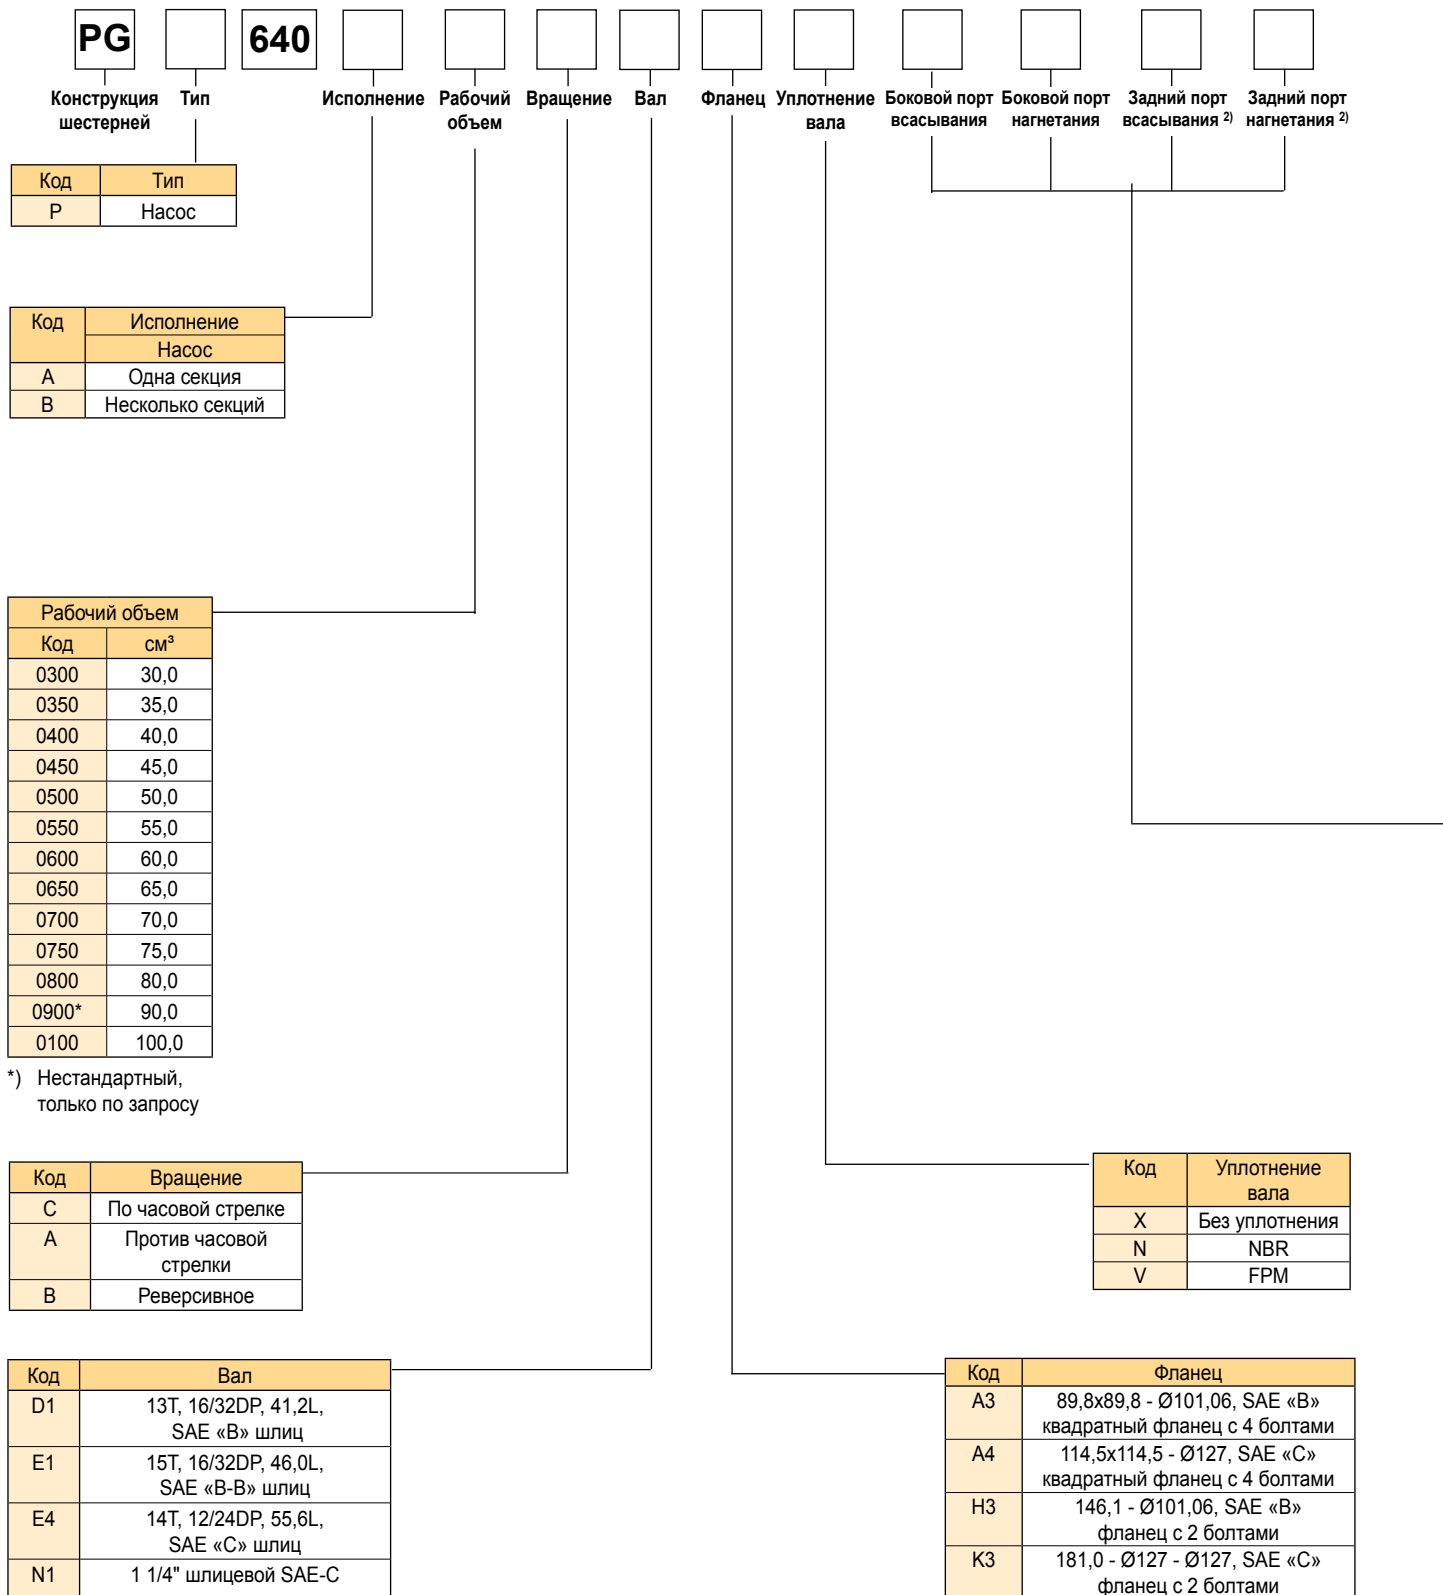 PG 640
Конструкция Тип Исполнение Рабочий Вращение Вал Фланец Уплотнение Боковой порт Боковой порт Задний порт Задний порт
шестерней объем вала всасывания нагнетания всасывания 2) нагнетания 2)
Код Тип
P Насос
Код Исполнение
Насос
A Одна секция
B Несколько секций
Рабочий объем
Код см³
0300 30,0
0350 35,0
0400 40,0
0450 45,0
0500 50,0
0550 55,0
0600 60,0
0650 65,0
0700 70,0
0750 75,0
0800 80,0
0900* 90,0
0100 100,0
*) Нестандартный,
только по запросу
Код Вращение
C По часовой стрелке
A Против часовой
стрелки
B Реверсивное
Код Уплотнение
вала
X Без уплотнения
N NBR
V FPM
Код Вал
D1 13T, 16/32DP, 41,2L,
SAE «B» шлиц
E1 15T, 16/32DP, 46,0L,
SAE «B-B» шлиц
E4 14T, 12/24DP, 55,6L,
SAE «C» шлиц
N1 1 1/4" шлицевой SAE-C
Код Фланец
A3 89,8x89,8 - Ø101,06, SAE «B»
квадратный фланец с 4 болтами
A4 114,5x114,5 - Ø127, SAE «C»
квадратный фланец с 4 болтами
H3 146,1 - Ø101,06, SAE «B»
фланец с 2 болтами
K3 181,0 - Ø127 - Ø127, SAE «C»
фланец с 2 болтами